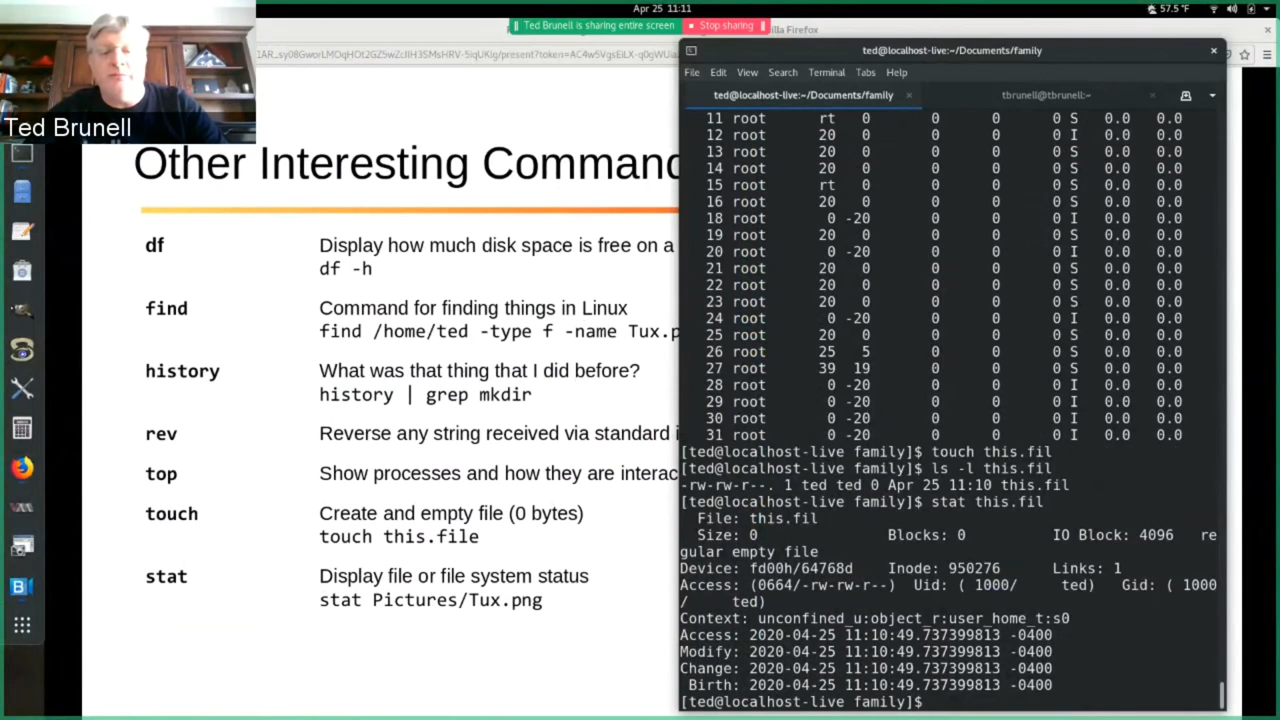 Apr 25 11:11
57.5 °F
Ted Brunell is sharing entire screen
Stop sharing
Ted Brunell
Other Interesting Command
df
Display how much disk space is free on a
df -h
find
Command for finding things in Linux
find /home/ted -type f -name Tux.p
history
What was that thing that I did before?
history | grep mkdir
rev
Reverse any string received via standard i
top
Show processes and how they are interac
touch
Create and empty file (0 bytes)
touch this.file
stat
Display file or file system status
stat Pictures/Tux.png
ted@localhost-live:~/Documents/family
File Edit View Search Terminal Tabs Help
ted@localhost-live:~/Documents/family
tbrunell@tbrunell:~
11 root rt 0 0 0 0 S 0.0 0.0
12 root 20 0 0 0 0 I 0.0 0.0
13 root 20 0 0 0 0 S 0.0 0.0
14 root 20 0 0 0 0 S 0.0 0.0
15 root rt 0 0 0 0 S 0.0 0.0
16 root 20 0 0 0 0 S 0.0 0.0
18 root 0 -20 0 0 0 I 0.0 0.0
19 root 20 0 0 0 0 S 0.0 0.0
20 root 0 -20 0 0 0 I 0.0 0.0
21 root 20 0 0 0 0 S 0.0 0.0
22 root 20 0 0 0 0 S 0.0 0.0
23 root 20 0 0 0 0 S 0.0 0.0
24 root 0 -20 0 0 0 I 0.0 0.0
25 root 20 0 0 0 0 S 0.0 0.0
26 root 25 5 0 0 0 S 0.0 0.0
27 root 39 19 0 0 0 S 0.0 0.0
28 root 0 -20 0 0 0 I 0.0 0.0
29 root 0 -20 0 0 0 I 0.0 0.0
30 root 0 -20 0 0 0 I 0.0 0.0
31 root 0 -20 0 0 0 I 0.0 0.0
[ted@localhost-live family]$ touch this.fil
[ted@localhost-live family]$ ls -l this.fil
-rw-rw-r--. 1 ted ted 0 Apr 25 11:10 this.fil
[ted@localhost-live family]$ stat this.fil
File: this.fil
Size: 0 Blocks: 0 IO Block: 4096 re
gular empty file
Device: fd00h/64768d Inode: 950276 Links: 1
Access: (0664/-rw-rw-r--) Uid: ( 1000/ ted) Gid: ( 1000
/ ted)
Context: unconfined_u:object_r:user_home_t:s0
Access: 2020-04-25 11:10:49.737399813 -0400
Modify: 2020-04-25 11:10:49.737399813 -0400
Change: 2020-04-25 11:10:49.737399813 -0400
Birth: 2020-04-25 11:10:49.737399813 -0400
[ted@localhost-live family]$